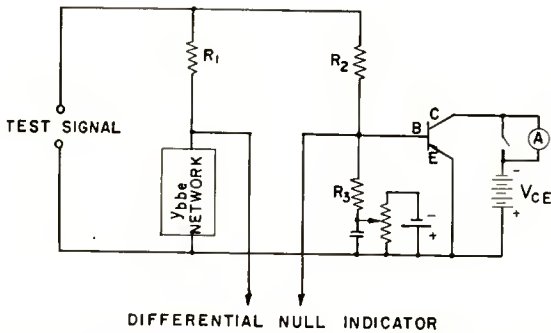 R1
R2
C
B
E
A
TEST SIGNAL
ybbe
NETWORK
R3
-
+
-
+
VCE
DIFFERENTIAL NULL INDICATOR